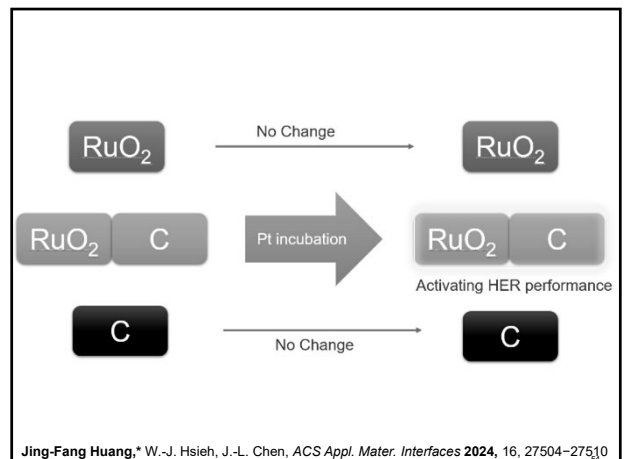 RuO₂
No Change
RuO₂
RuO₂
C
Pt incubation
RuO₂
C
Activating HER performance
C
No Change
C
Jing-Fang Huang,* W.-J. Hsieh, J.-L. Chen, ACS Appl. Mater. Interfaces 2024, 16, 27504−27510